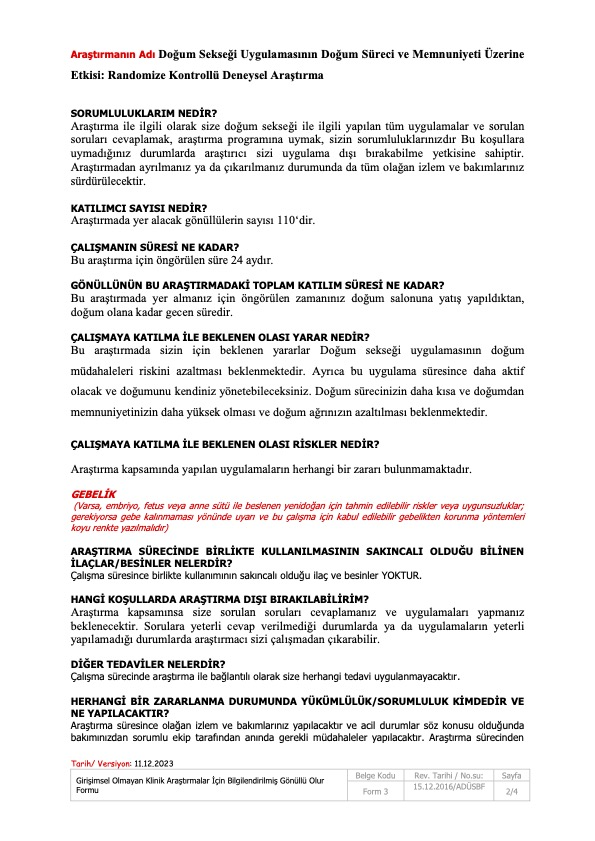 Araştırmanın Adı Doğum Sekseği Uygulamasının Doğum Süreci ve Memnuniyeti Üzerine
Etkisi: Randomize Kontrollü Deneysel Araştırma
SORUMLULUKLARIM NEDİR?
Araştırma ile ilgili olarak size doğum sekseği ile ilgili yapılan tüm uygulamalar ve sorulan
soruları cevaplamak, araştırma programına uymak, sizin sorumluluklarınızdır Bu koşullara
uymadığınız durumlarda araştırıcı sizi uygulama dışı bırakabilme yetkisine sahiptir.
Araştırmadan ayrılmanız ya da çıkarılmanız durumunda da tüm olağan izlem ve bakımlarınız
sürdürülecektir.
KATILIMCI SAYISI NEDİR?
Araştırmada yer alacak gönüllülerin sayısı 110‘dir.
ÇALIŞMANIN SÜRESİ NE KADAR?
Bu araştırma için öngörülen süre 24 aydır.
GÖNÜLLÜNÜN BU ARAŞTIRMADAKİ TOPLAM KATILIM SÜRESİ NE KADAR?
Bu araştırmada yer almanız için öngörülen zamanınız doğum salonuna yatış yapıldıktan,
doğum olana kadar gecen süredir.
ÇALIŞMAYA KATILMA İLE BEKLENEN OLASI YARAR NEDİR?
Bu araştırmada sizin için beklenen yararlar Doğum sekseği uygulamasının doğum
müdahaleleri riskini azaltması beklenmektedir. Ayrıca bu uygulama süresince daha aktif
olacak ve doğumunu kendiniz yönetebileceksiniz. Doğum sürecinizin daha kısa ve doğumdan
memnuniyetinizin daha yüksek olması ve doğum ağrınızın azaltılması beklenmektedir.
ÇALIŞMAYA KATILMA İLE BEKLENEN OLASI RİSKLER NEDİR?
Araştırma kapsamında yapılan uygulamaların herhangi bir zararı bulunmamaktadır.
GEBELİK
(Varsa, embriyo, fetus veya anne sütü ile beslenen yenidoğan için tahmin edilebilir riskler veya uygunsuzluklar;
gerekiyorsa gebe kalınmaması yönünde uyarı ve bu çalışma için kabul edilebilir gebelikten korunma yöntemleri
koyu renkte yazılmalıdır)
ARAŞTIRMA SÜRECİNDE BİRLİKTE KULLANILMASININ SAKINCALI OLDUĞU BİLİNEN
İLAÇLAR/BESİNLER NELERDİR?
Çalışma süresince birlikte kullanımının sakıncalı olduğu ilaç ve besinler YOKTUR.
HANGİ KOŞULLARDA ARAŞTIRMA DIŞI BIRAKILABİLİRİM?
Araştırma kapsamınsa size sorulan soruları cevaplamanız ve uygulamaları yapmanız
beklenecektir. Sorulara yeterli cevap verilmediği durumlarda ya da uygulamaların yeterli
yapılamadığı durumlarda araştırmacı sizi çalışmadan çıkarabilir.
DİĞER TEDAVİLER NELERDİR?
Çalışma sürecinde araştırma ile bağlantılı olarak size herhangi tedavi uygulanmayacaktır.
HERHANGİ BİR ZARARLANMA DURUMUNDA YÜKÜMLÜLÜK/SORUMLULUK KİMDEDİR VE
NE YAPILACAKTIR?
Araştırma süresince olağan izlem ve bakımlarınız yapılacaktır ve acil durumlar söz konusu olduğunda
bakımınızdan sorumlu ekip tarafından anında gerekli müdahaleler yapılacaktır. Araştırma sürecinden
Tarih/ Versiyon: 11.12.2023
Girişimsel Olmayan Klinik Araştırmalar İçin Bilgilendirilmiş Gönüllü Olur
Formu
Belge Kodu
Form 3
Rev. Tarihi / No.su:
15.12.2016/ADÜSBF
Sayfa
2/4